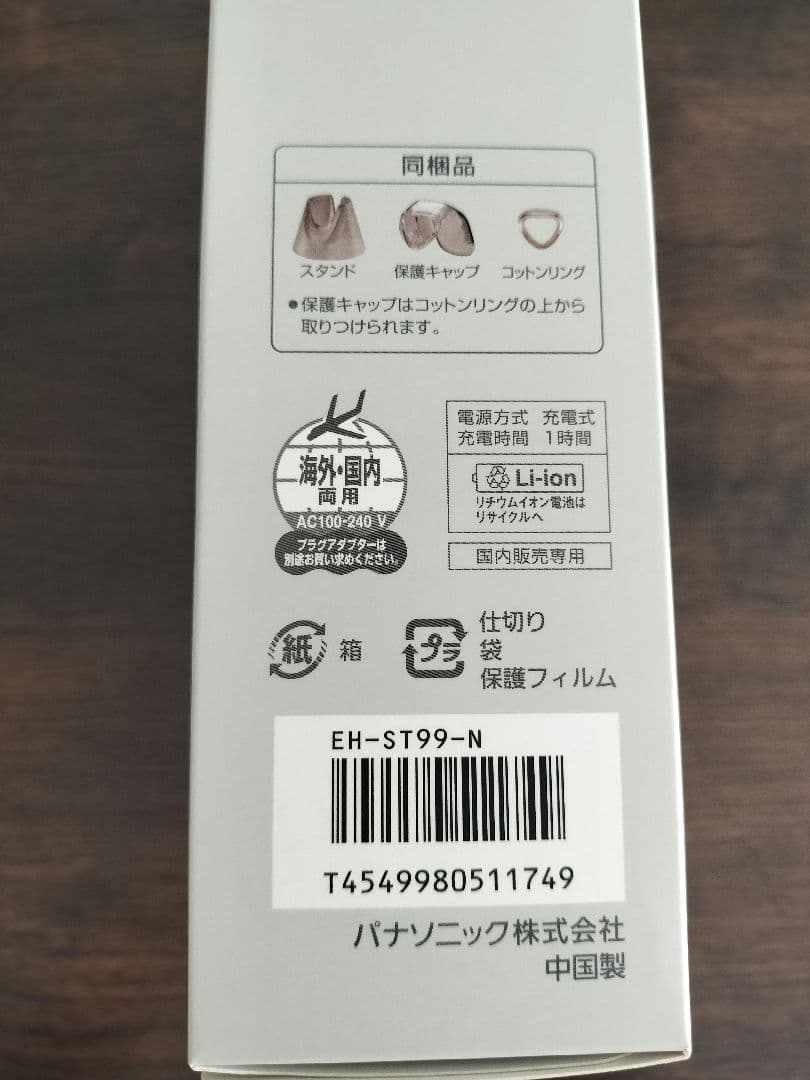 同梱品
スタンド 保護キャップ コットンリング
●保護キャップはコットンリングの上から
取りつけられます。
海外・国内
両用
AC100-240 V
プラグアダプターは
別途お買い求めください。
電源方式 充電式
充電時間 1時間
Li-ion
リチウムイオン電池は
リサイクルへ
国内販売専用
紙 箱
プラ
仕切り
袋
保護フィルム
EH-ST99-N
T4549980511749
パナソニック株式会社
中国製